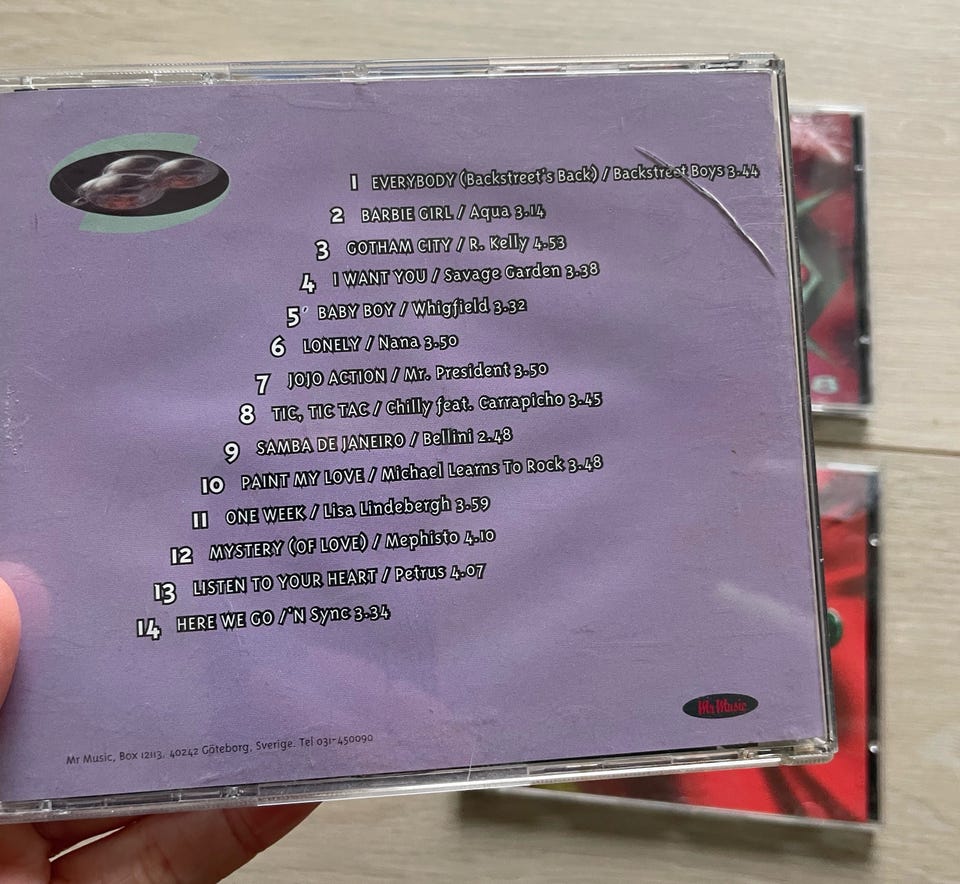 1 EVERYBODY (Backstreet's Back) / Backstreet Boys 3.44
2 BARBIE GIRL / Aqua 3.14
3 GOTHAM CITY / R. Kelly 4.53
4 I WANT YOU / Savage Garden 3.38
5 BABY BOY / Whigfield 3.32
6 LONELY / Nana 3.50
7 JOJO ACTION / Mr. President 3.50
8 TIC, TIC TAC / Chilly feat. Carrapicho 3.45
9 SAMBA DE JANEIRO / Bellini 2.48
10 PAINT MY LOVE / Michael Learns To Rock 3.48
11 ONE WEEK / Lisa Lindebergh 3.59
12 MYSTERY (OF LOVE) / Mephisto 4.10
13 LISTEN TO YOUR HEART / Petrus 4.07
14 HERE WE GO /'N Sync 3.34
Mr Music
Mr Music, Box 12113, 40242 Göteborg, Sverige. Tel 031-450090